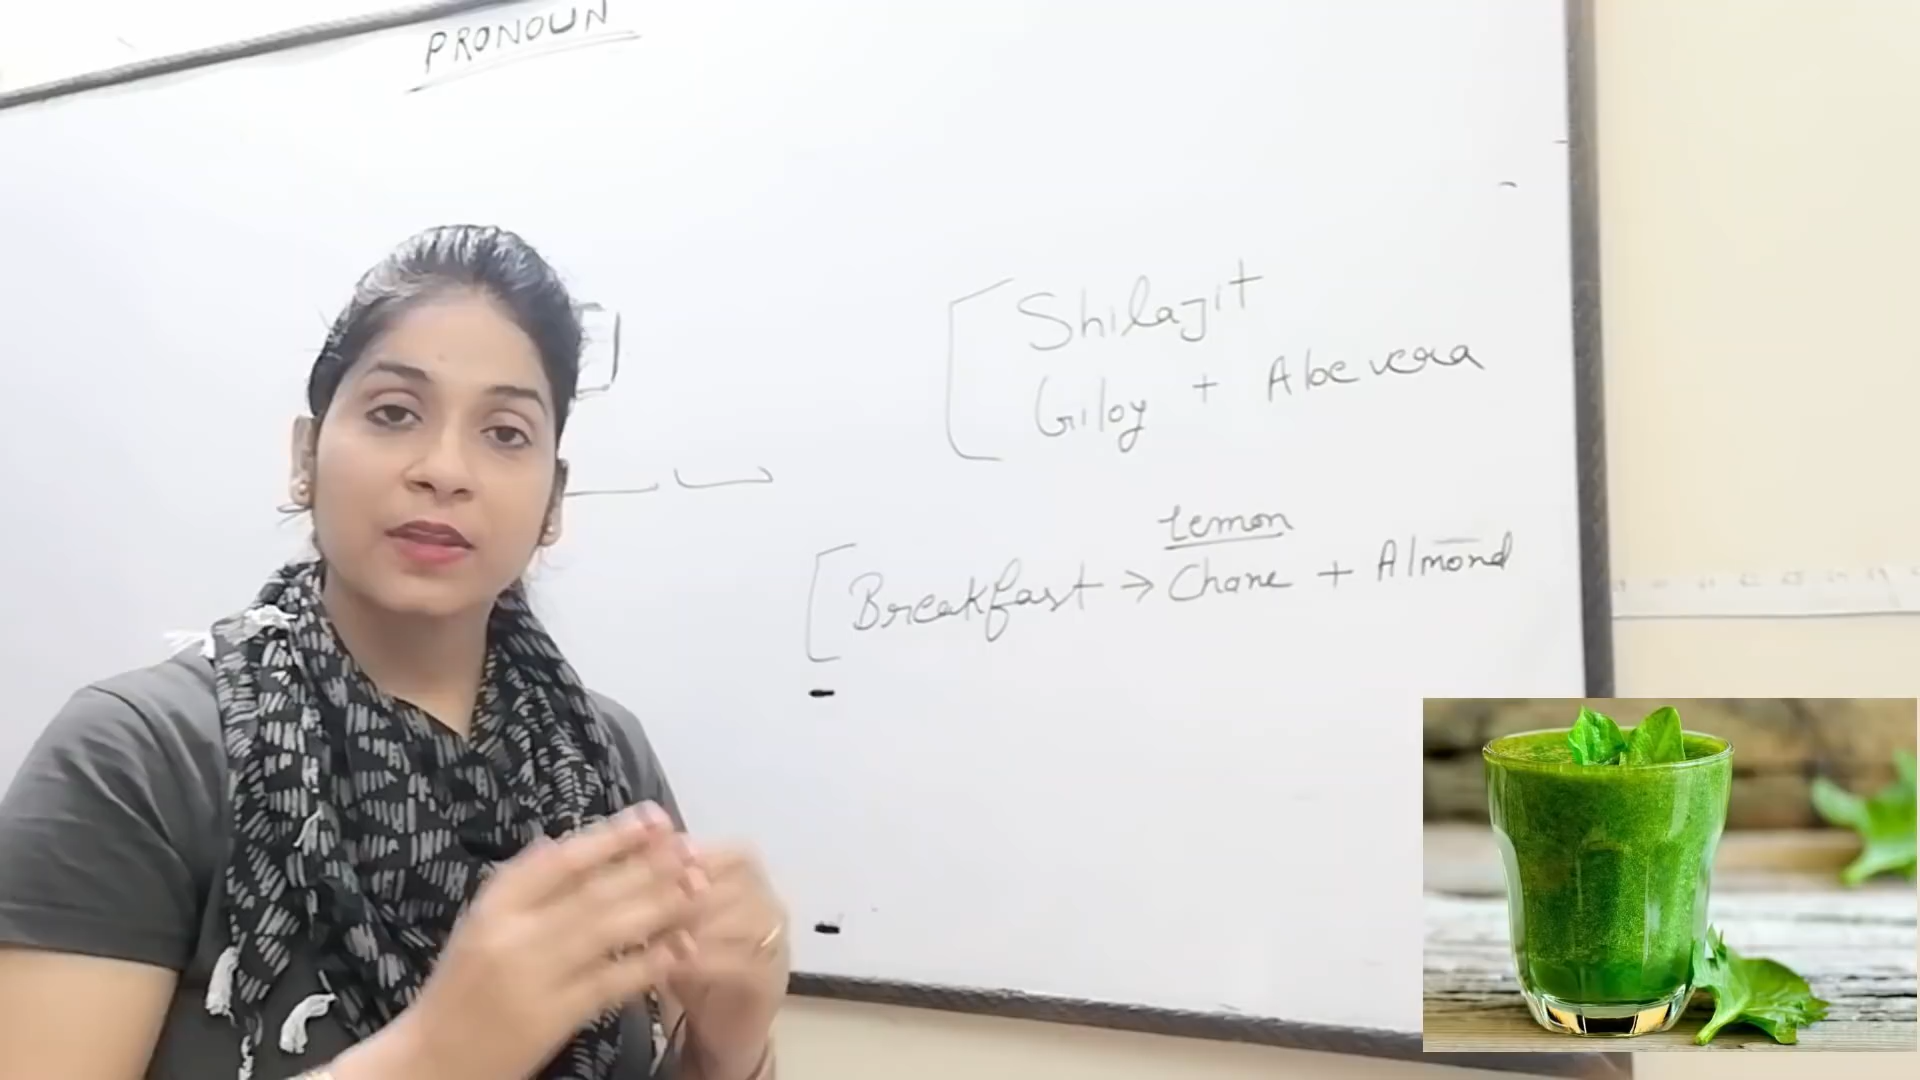 PRONOUN
Shilajit
Giloy + Aloevera
Lemon
Breakfast → Chane + Almond